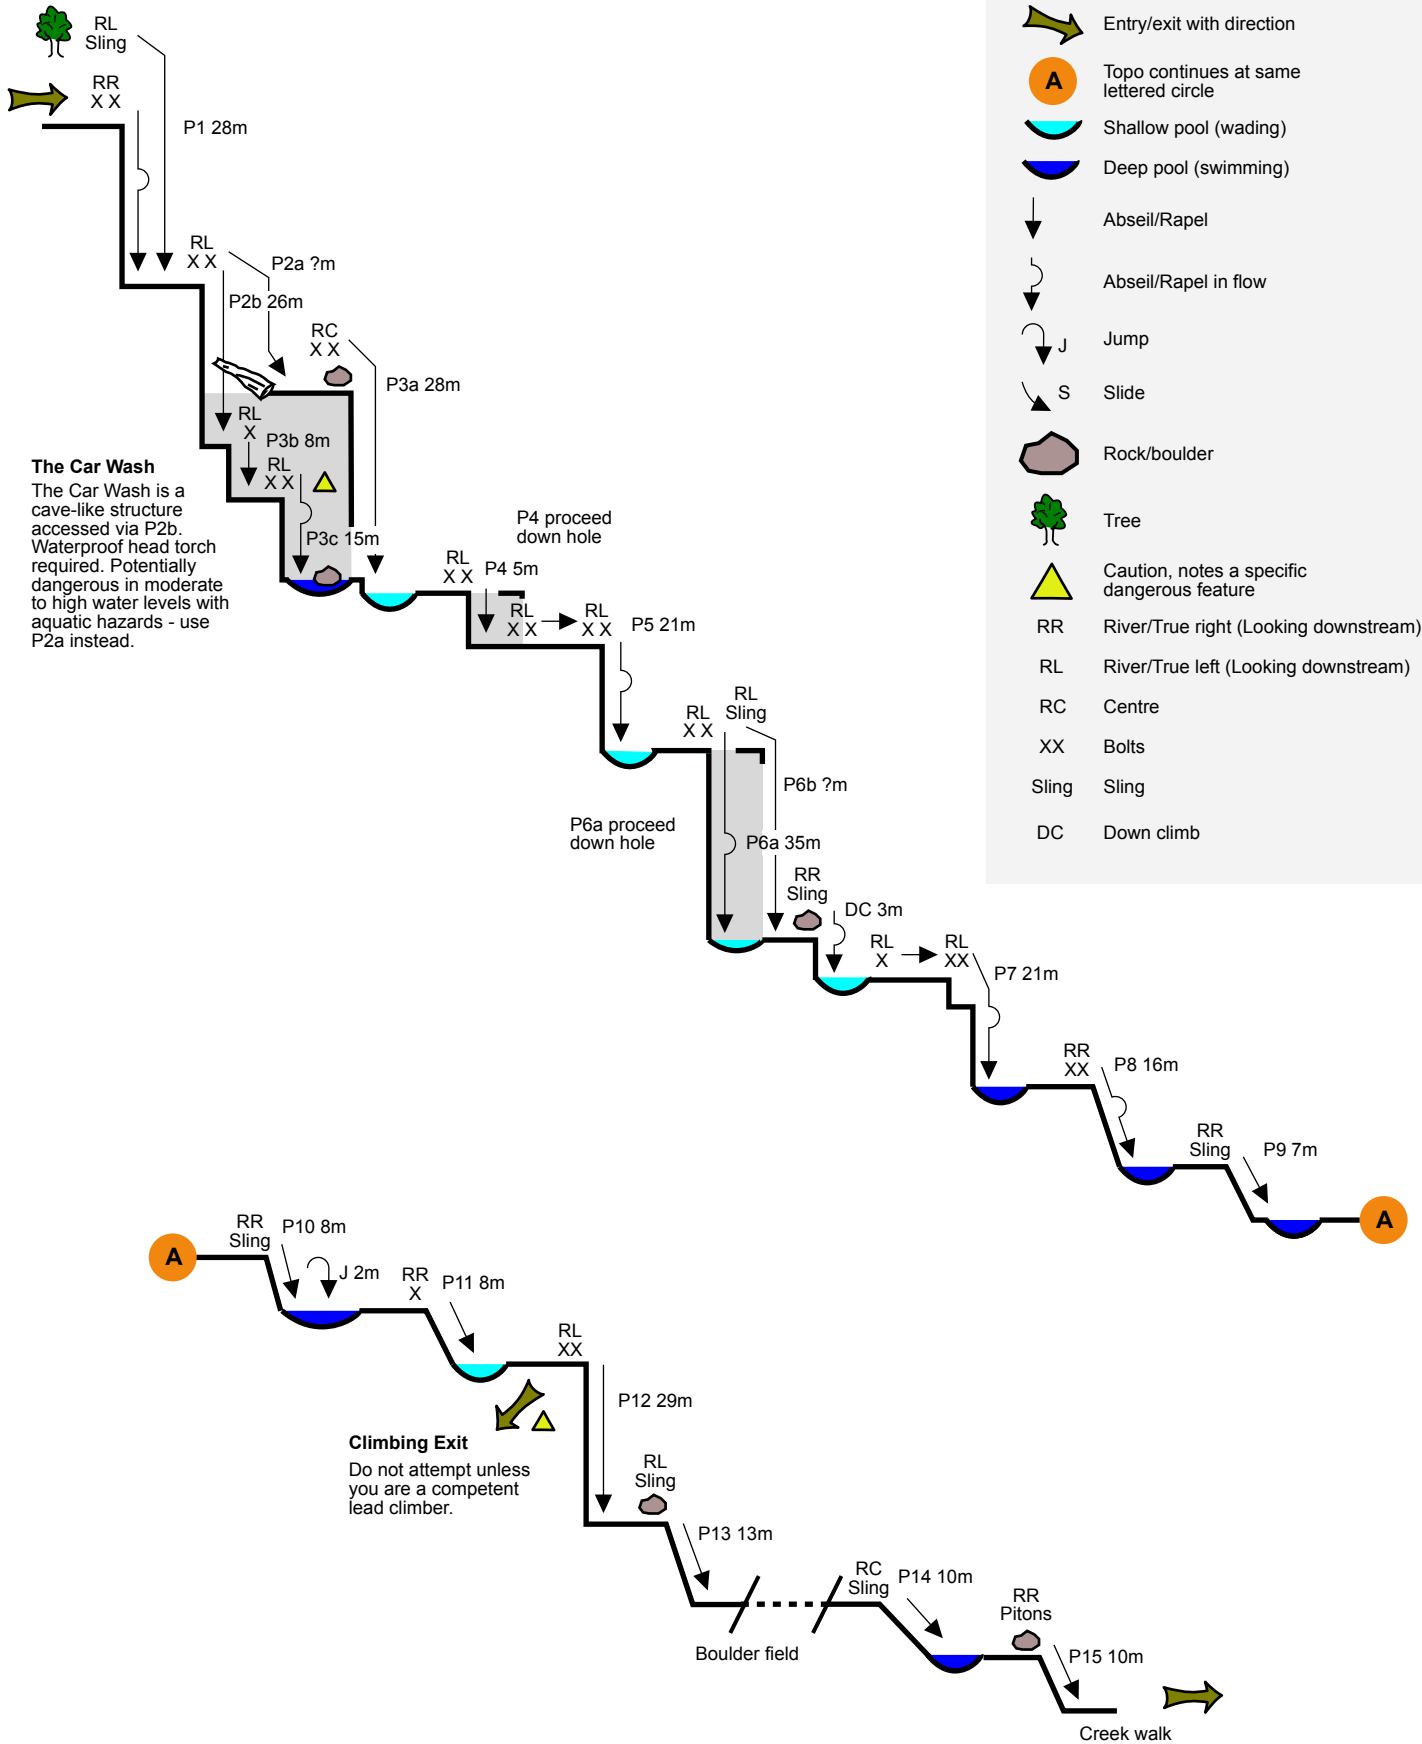 RL
Sling
RR
X X
P1 28m
RL
X X
P2a ?m
P2b 26m
RC
X X
P3a 28m
RL
X
P3b 8m
RL
X X
P3c 15m
The Car Wash
The Car Wash is a
cave-like structure
accessed via P2b.
Waterproof head torch
required. Potentially
dangerous in moderate
to high water levels with
aquatic hazards - use
P2a instead.
P4 proceed
down hole
RL
X X
P4 5m
RL
X X
RL
X X
P5 21m
RL
X X
RL
Sling
P6b ?m
P6a proceed
down hole
P6a 35m
RR
Sling
DC 3m
RL
X
RL
XX
P7 21m
RR
XX
P8 16m
RR
Sling
P9 7m
A
Entry/exit with direction
A
Topo continues at same
lettered circle
Shallow pool (wading)
Deep pool (swimming)
Abseil/Rapel
Abseil/Rapel in flow
J
Jump
S
Slide
Rock/boulder
Tree
Caution, notes a specific
dangerous feature
RR River/True right (Looking downstream)
RL River/True left (Looking downstream)
RC Centre
XX Bolts
Sling Sling
DC Down climb
A
RR
Sling
P10 8m
J 2m
RR
X
P11 8m
RL
XX
P12 29m
Climbing Exit
Do not attempt unless
you are a competent
lead climber.
RL
Sling
P13 13m
Boulder field
RC
Sling
P14 10m
RR
Pitons
P15 10m
Creek walk